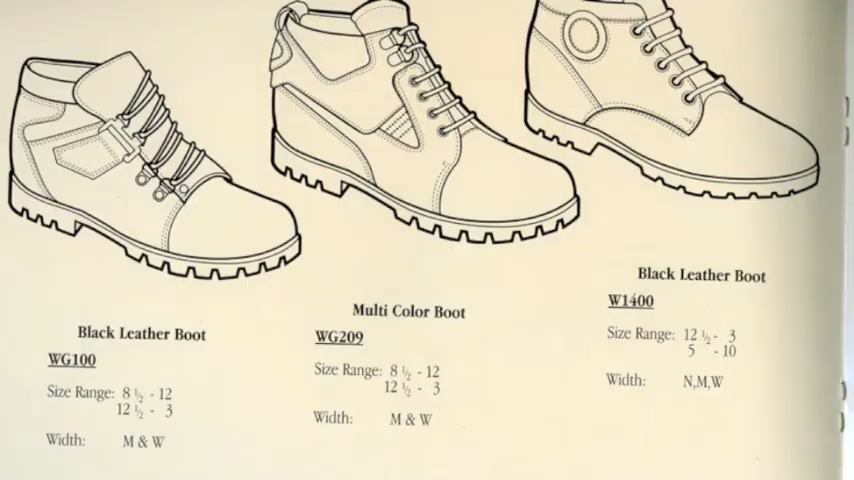 Black Leather Boot
WG100
Size Range: 8 ½ - 12
12 ½ - 3
Width: M & W
Multi Color Boot
WG209
Size Range: 8 ½ - 12
12 ½ - 3
Width: M & W
Black Leather Boot
W1400
Size Range: 12 ½ - 3
5 - 10
Width: N,M,W